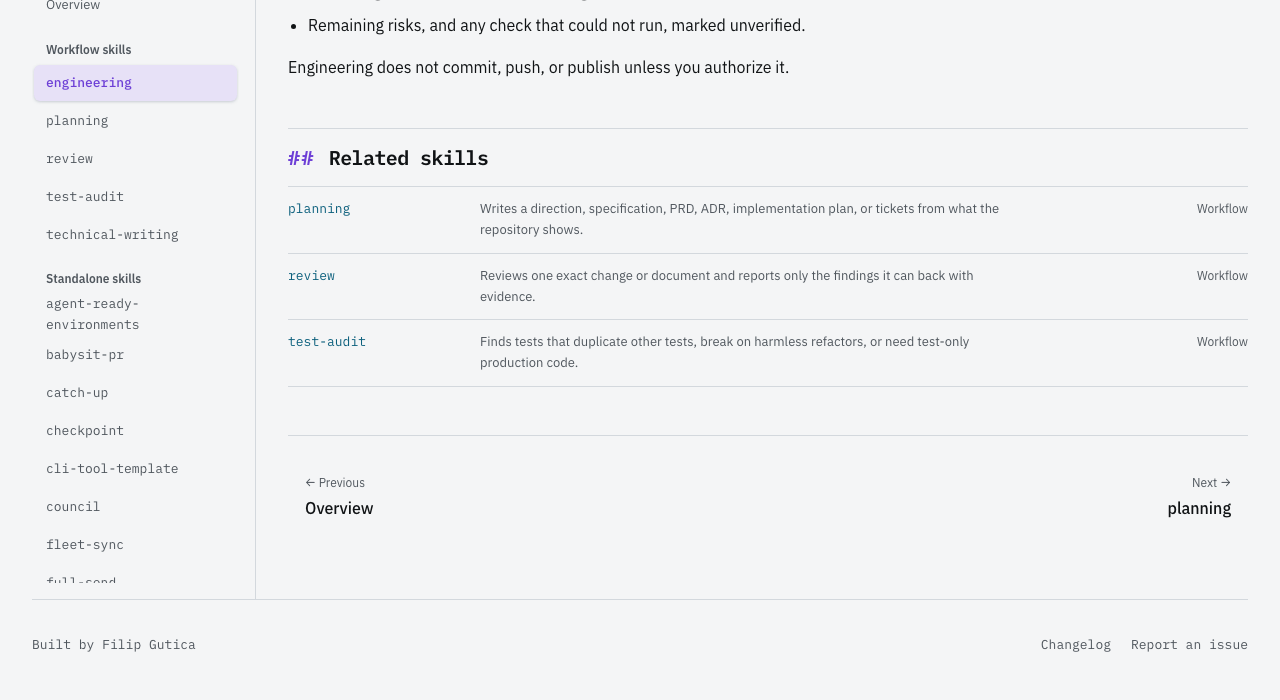 Overview
Workflow skills
engineering
planning
review
test-audit
technical-writing
Standalone skills
agent-ready-
environments
babysit-pr
catch-up
checkpoint
cli-tool-template
council
fleet-sync
full-send
• Remaining risks, and any check that could not run, marked unverified.
Engineering does not commit, push, or publish unless you authorize it.
## Related skills
planning
Writes a direction, specification, PRD, ADR, implementation plan, or tickets from what the
repository shows.
Workflow
review
Reviews one exact change or document and reports only the findings it can back with
evidence.
Workflow
test-audit
Finds tests that duplicate other tests, break on harmless refactors, or need test-only
production code.
Workflow
← Previous
Overview
Next →
planning
Built by Filip Gutica
Changelog Report an issue